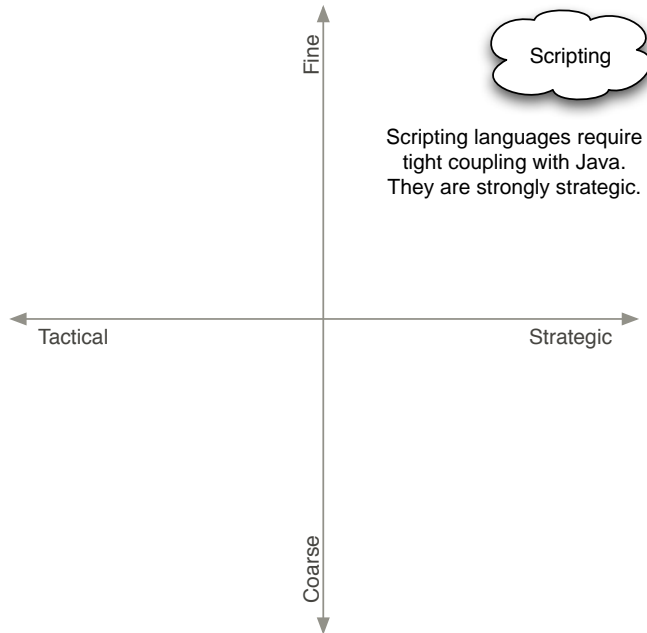 Fine
Scripting
Scripting languages require
tight coupling with Java.
They are strongly strategic.
Tactical
Strategic
Coarse